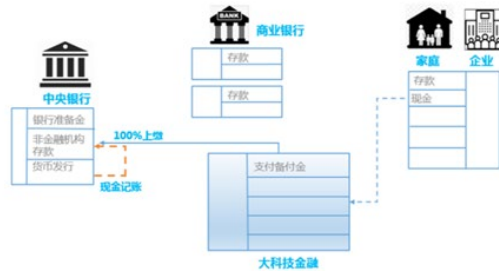 BANK
商业银行
存款
存款
家庭
企业
存款
现金
中央银行
银行准备金
非金融机构
存款
货币发行
100%上缴
现金记账
支付备付金
大科技金融